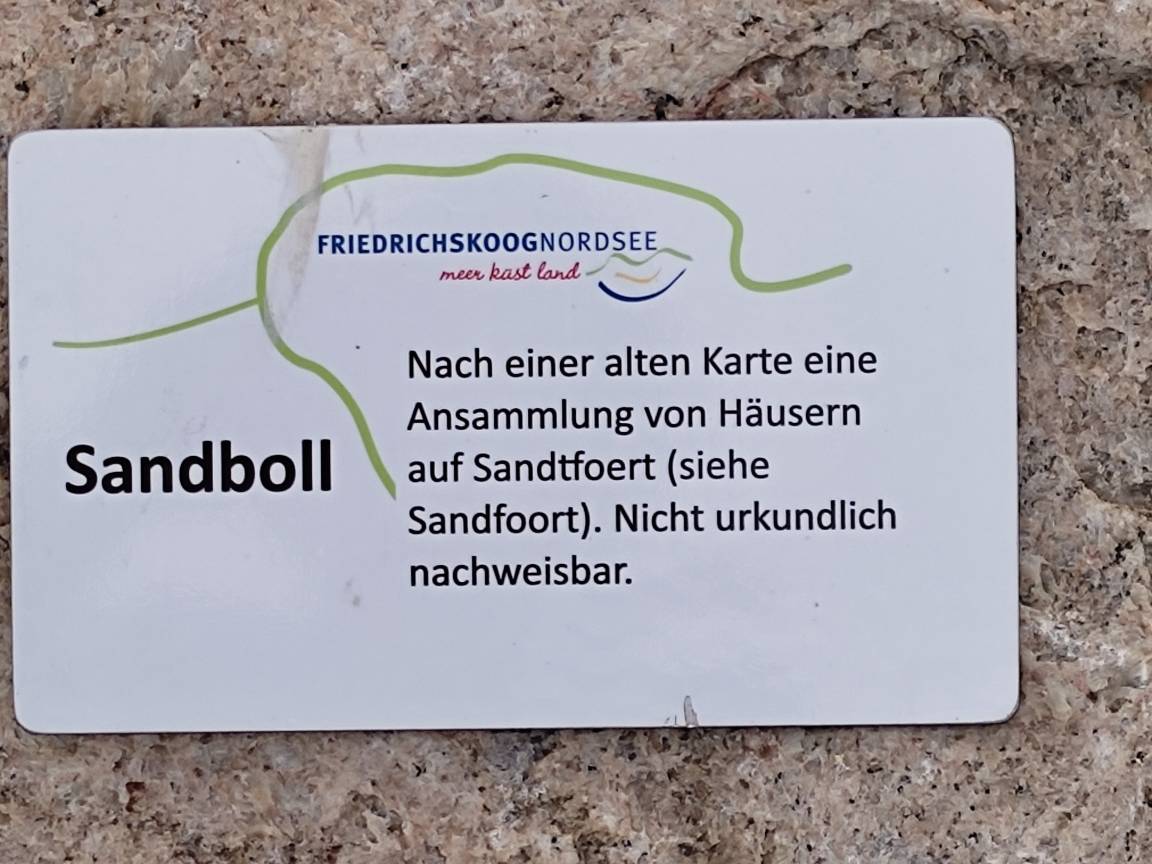 FRIEDRICHSKOOGNORDSEE
meer küst land
Sandboll
Nach einer alten Karte eine
Ansammlung von Häusern
auf Sandtfoert (siehe
Sandfoort). Nicht urkundlich
nachweisbar.